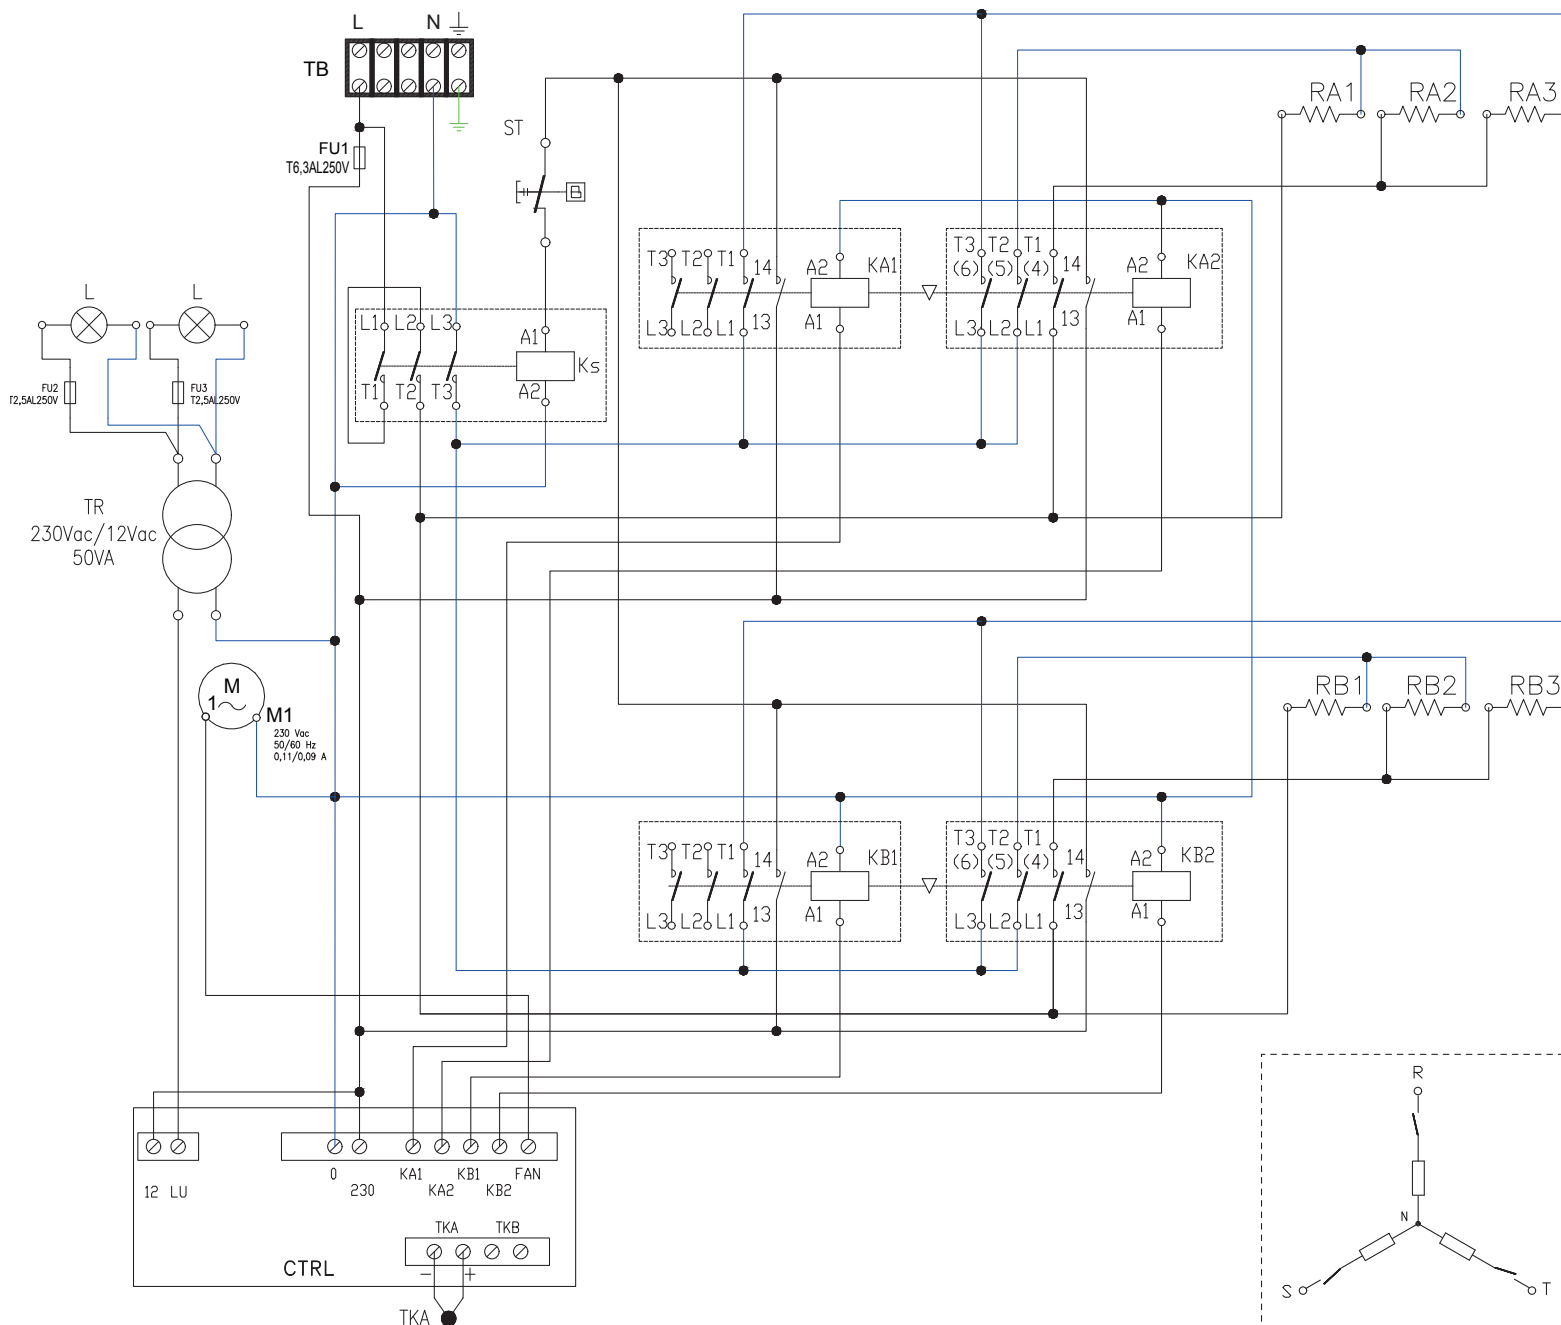 L N
TB
FU1
T6,3AL250V
ST
RA1 RA2 RA3
T3 T2 T1 14 A2 KA1
T3 T2 T1 14 A2 KA2
(6) (5) (4)
L3 L2 L1 13 A1
L3 L2 L1 13 A1
L L
L1 L2 L3 A1
Ks
T1 T2 T3 A2
FU2
T2,5AL250V
FU3
T2,5AL250V
TR
230Vac/12Vac
50VA
M
1
M1
230 Vac
50/60 Hz
0,11/0,09 A
RB1 RB2 RB3
T3 T2 T1 14 A2 KB1
T3 T2 T1 14 A2 KB2
(6) (5) (4)
L3 L2 L1 13 A1
L3 L2 L1 13 A1
0 KA1 KB1 FAN
12 LU 230 KA2 KB2
TKA TKB
CTRL
- +
TKA
R
N
S T